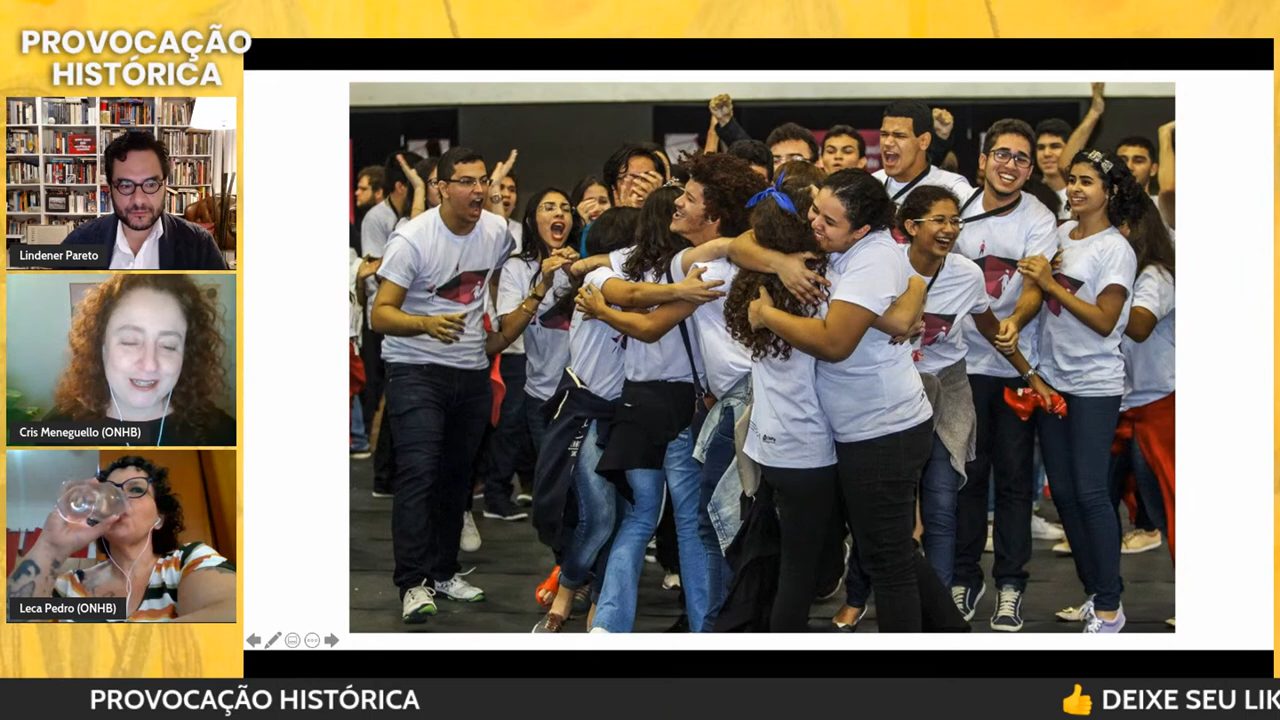 PROVOCAÇÃO
HISTÓRICA
Lindener Pareto
Cris Meneguello (ONHB)
Leca Pedro (ONHB)
PROVOCAÇÃO HISTÓRICA
DEIXE SEU LIK